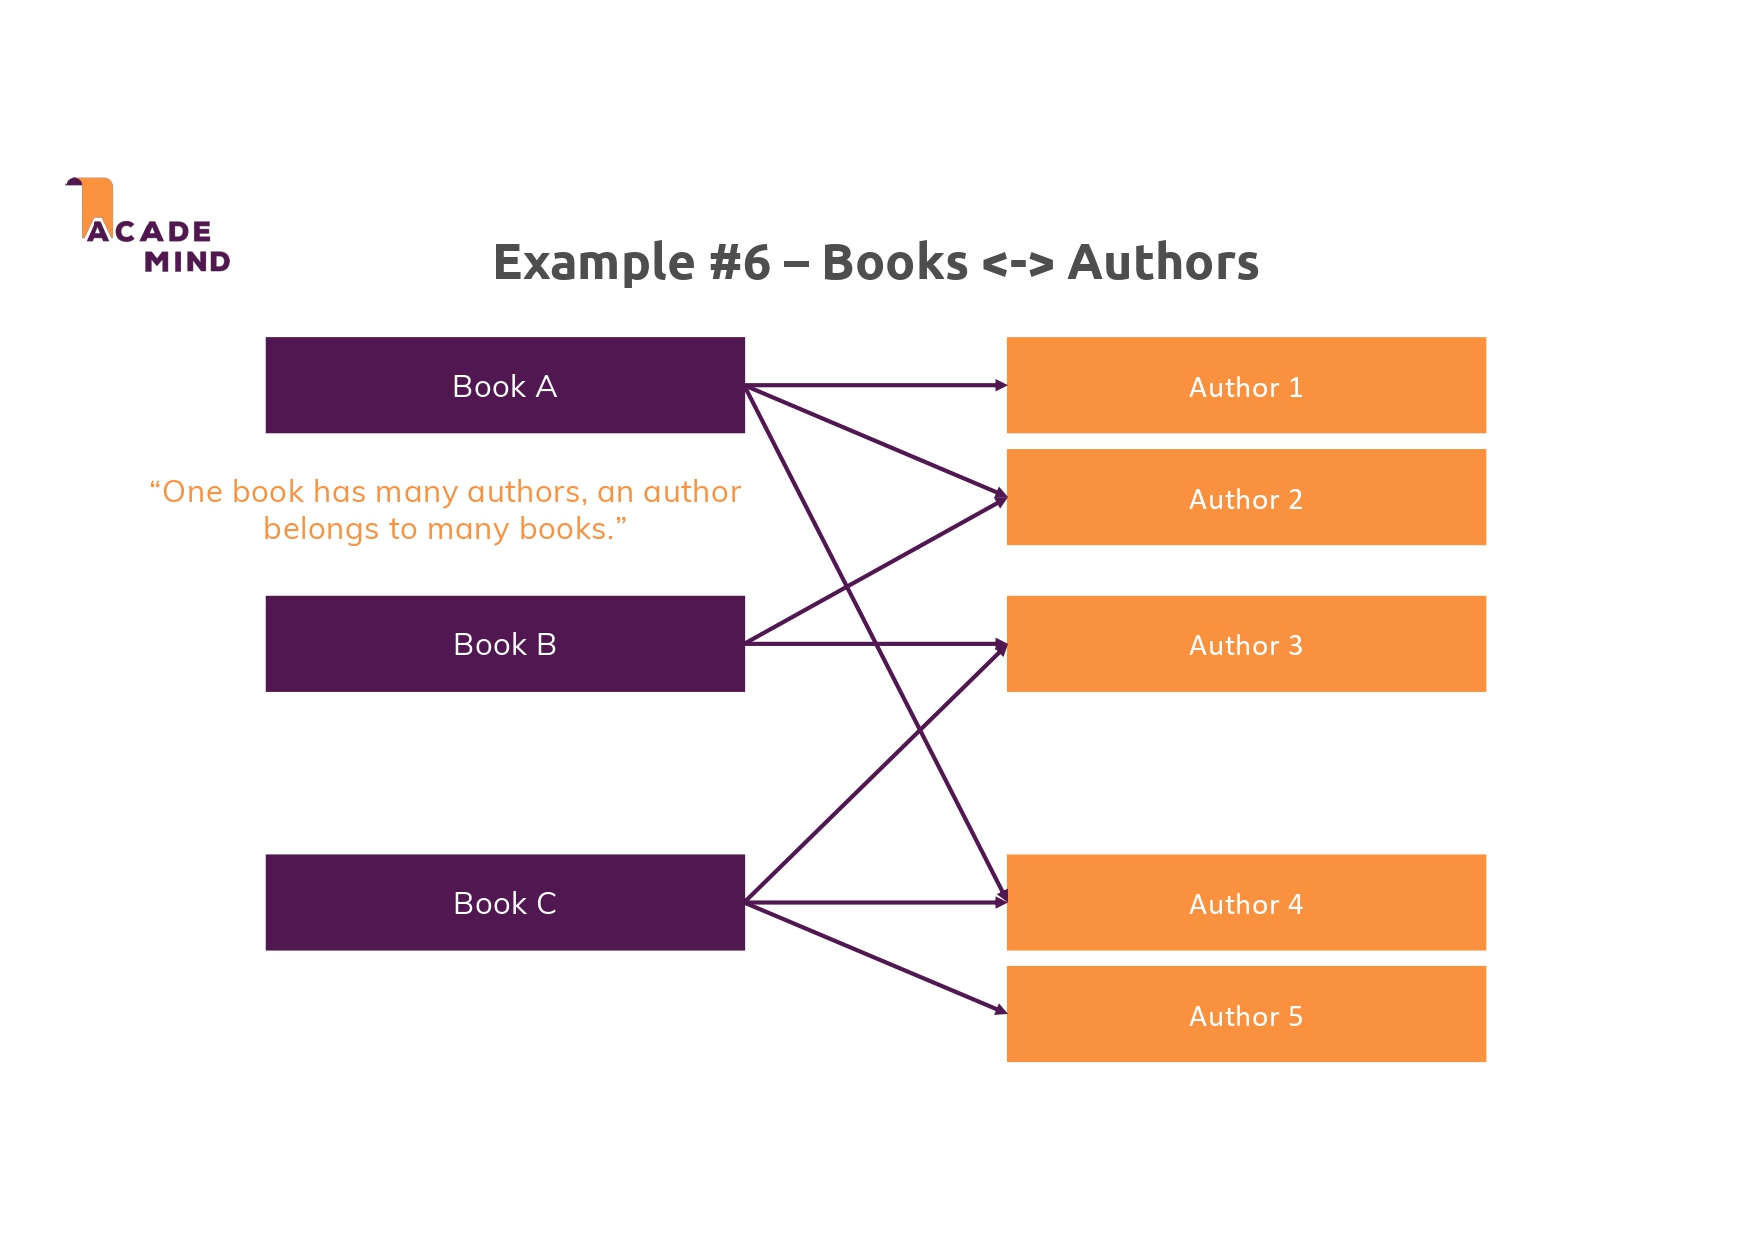 ACADE
MIND
Example #6 – Books <-> Authors
Book A
Author 1
“One book has many authors, an author
belongs to many books.”
Author 2
Book B
Author 3
Book C
Author 4
Author 5